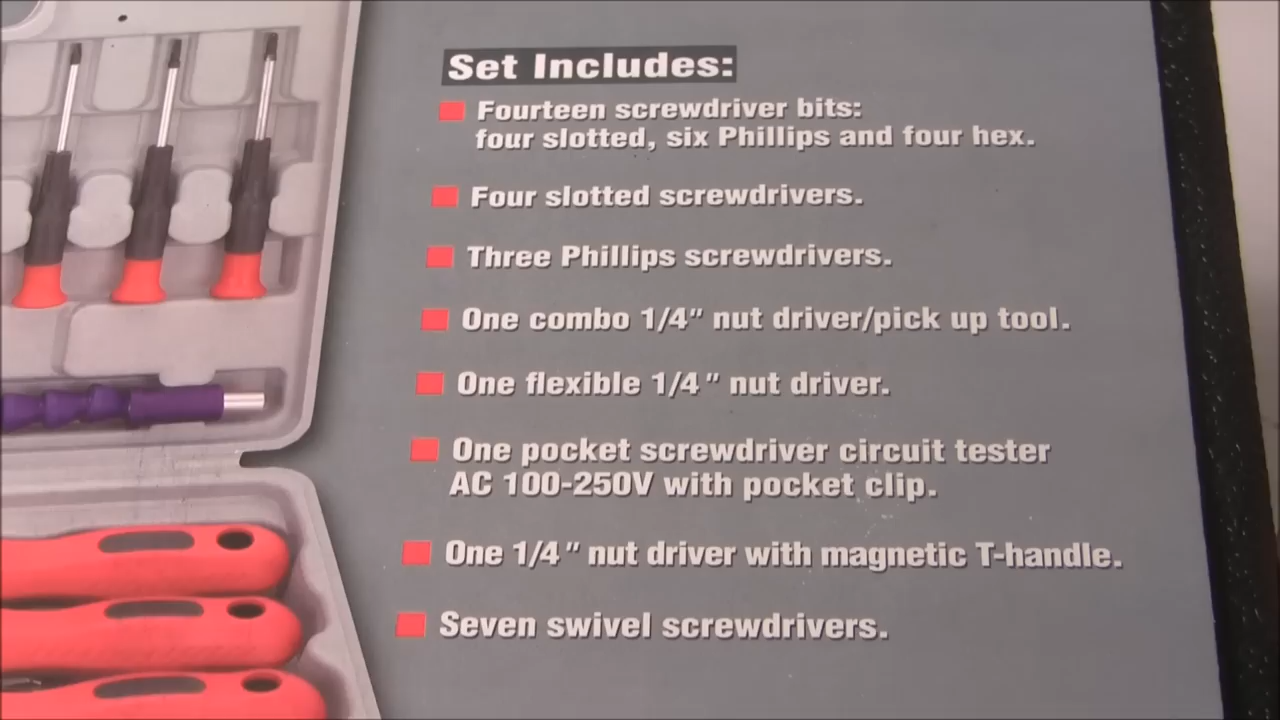 Set Includes:
Fourteen screwdriver bits:
four slotted, six Phillips and four hex.
Four slotted screwdrivers.
Three Phillips screwdrivers.
One combo 1/4" nut driver/pick up tool.
One flexible 1/4" nut driver.
One pocket screwdriver circuit tester
AC 100-250V with pocket clip.
One 1/4" nut driver with magnetic T-handle.
Seven swivel screwdrivers.